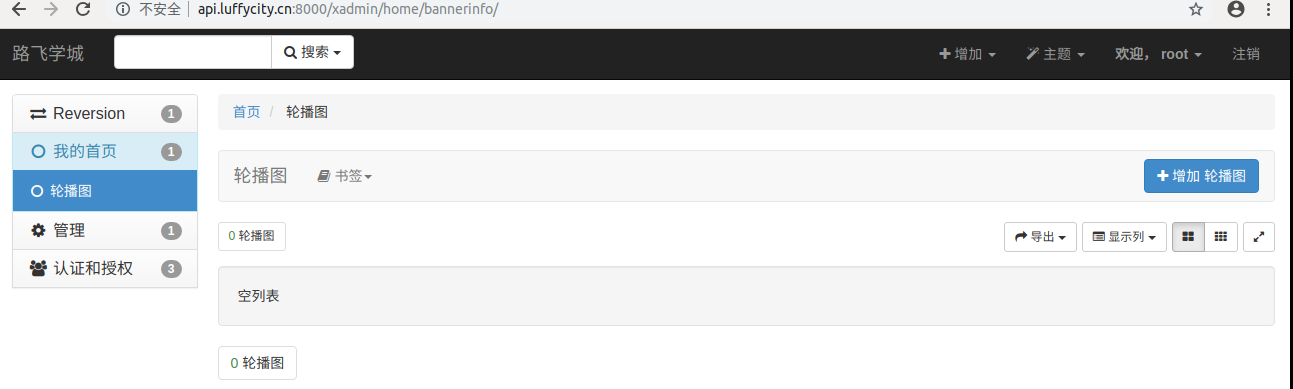 不安全 api.luffycity.cn:8000/xadmin/home/bannerinfo/
路飞学城 搜索 增加 主题 欢迎， root 注销
Reversion 1
我的首页 1
轮播图
管理 1
认证和授权 3
首页 / 轮播图
轮播图 书签 增加 轮播图
0 轮播图 导出 显示列
空列表
0 轮播图